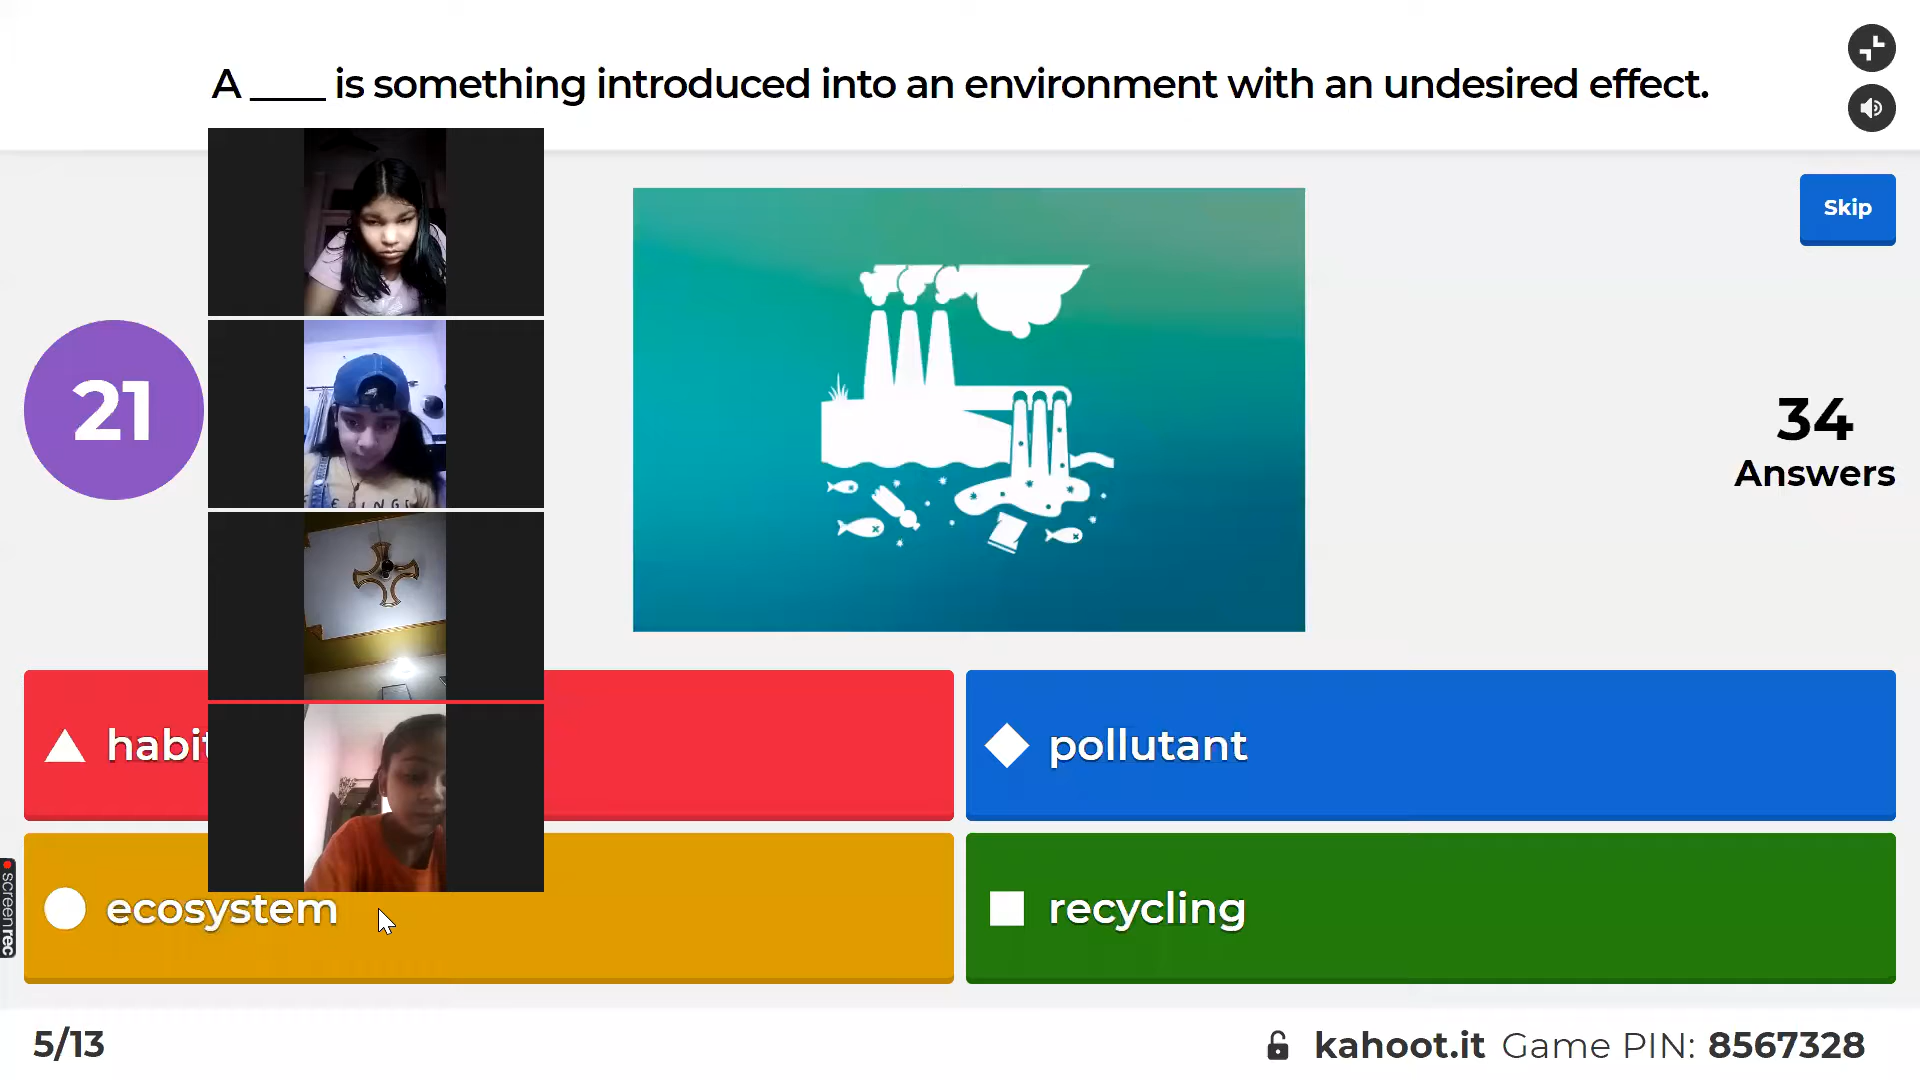 A ____ is something introduced into an environment with an undesired effect.
Skip
21
34
Answers
pollutant
ecosystem
recycling
screenrec
5/13
kahoot.it Game PIN: 8567328